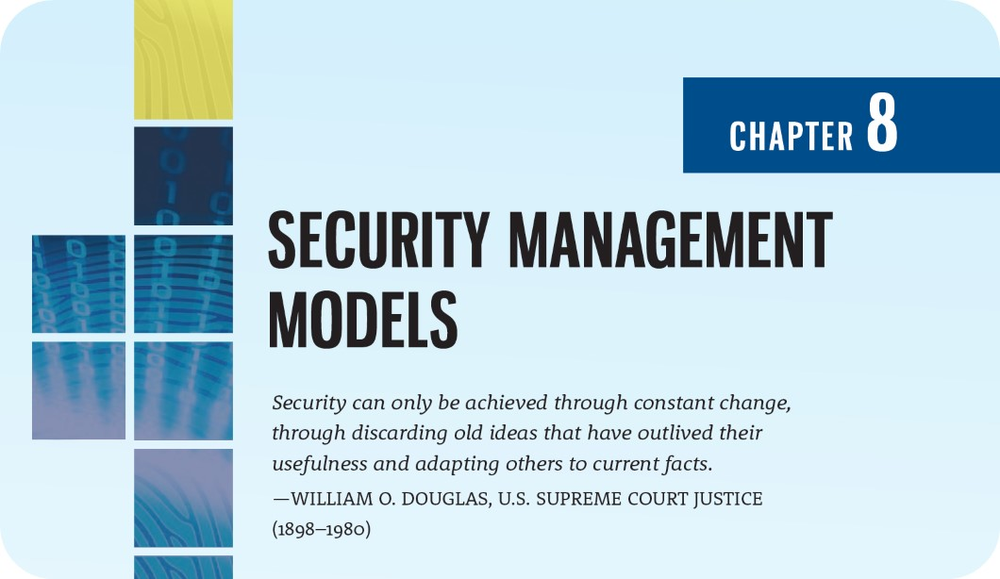 CHAPTER 8
SECURITY MANAGEMENT
MODELS
Security can only be achieved through constant change,
through discarding old ideas that have outlived their
usefulness and adapting others to current facts.
—WILLIAM O. DOUGLAS, U.S. SUPREME COURT JUSTICE
(1898–1980)